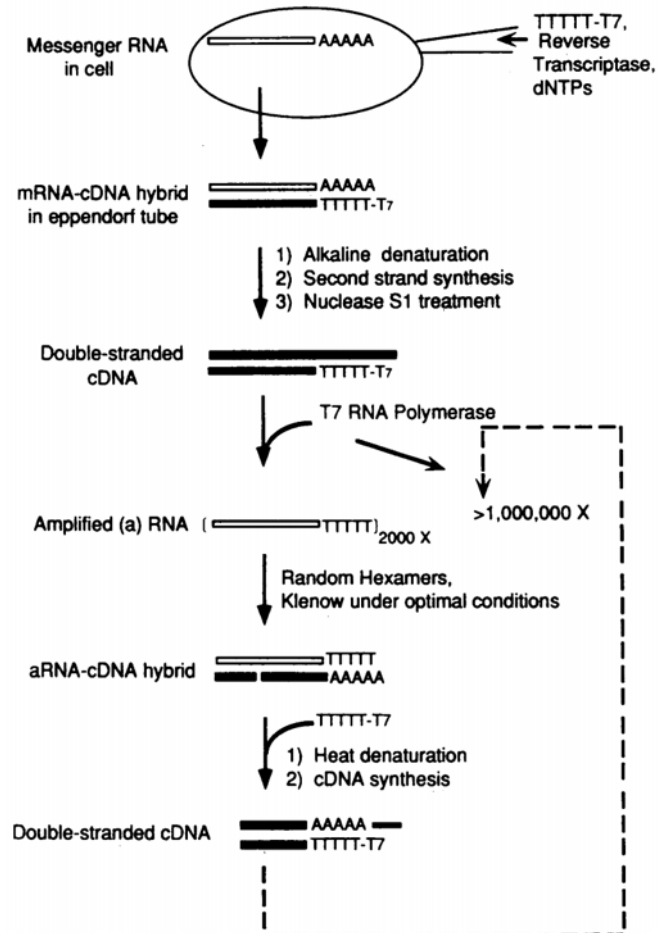 Messenger RNA
in cell
AAAAA
TTTTT-T7,
Reverse
Transcriptase,
dNTPs
mRNA-cDNA hybrid
in eppendorf tube
AAAAA
TTTTT-T7
1) Alkaline denaturation
2) Second strand synthesis
3) Nuclease S1 treatment
Double-stranded
cDNA
TTTTT-T7
T7 RNA Polymerase
>1,000,000 X
Amplified (a) RNA
TTTTT
2000 X
Random Hexamers,
Klenow under optimal conditions
aRNA-cDNA hybrid
TTTTT
AAAAA
TTTTT-T7
1) Heat denaturation
2) cDNA synthesis
Double-stranded cDNA
AAAAA
TTTTT-T7